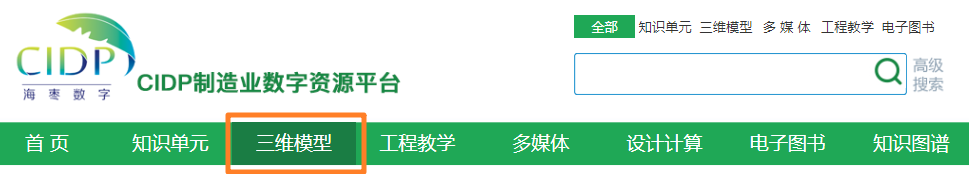 CIDP
海枣数字
CIDP制造业数字资源平台
全部 知识单元 三维模型 多媒体 工程教学 电子图书
高级
搜索
首页 知识单元 三维模型 工程教学 多媒体 设计计算 电子图书 知识图谱